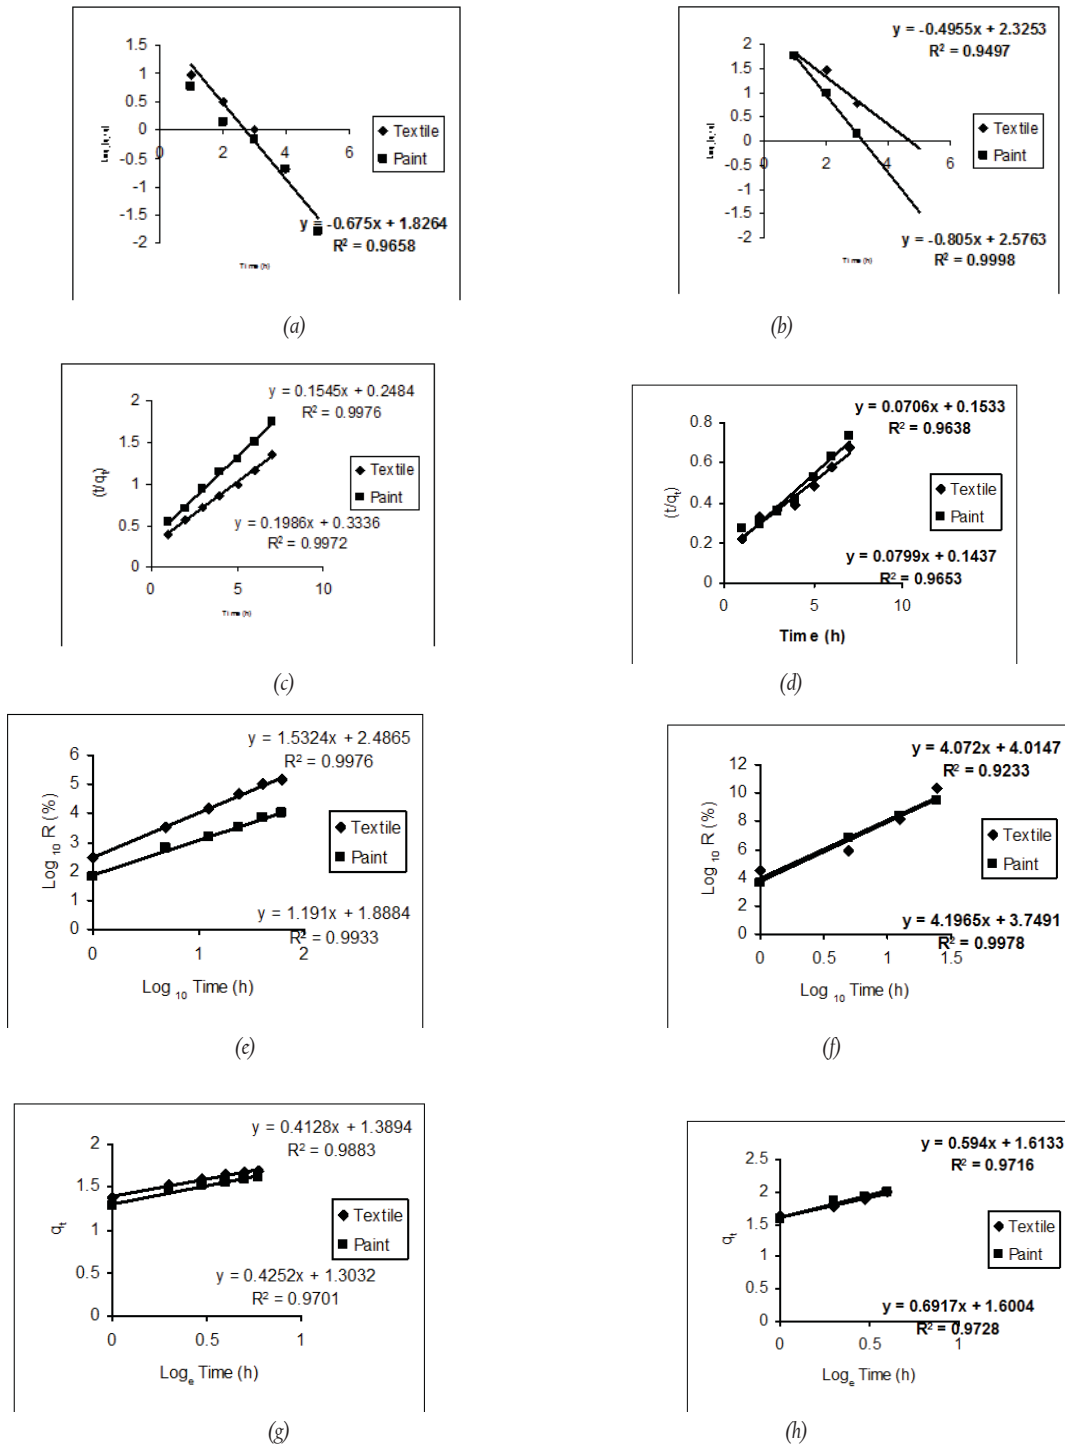 1.5
1
0.5
0
-0.5
-1
-1.5
-2
0
2
4
6
Textile
Paint
y = -0.675x + 1.8264
R² = 0.9658
Time (h)
(a)
y = -0.4955x + 2.3253
R² = 0.9497
2
1.5
1
0.5
0
-0.5
-1
-1.5
-2
0
2
4
6
Textile
Paint
y = -0.805x + 2.5763
R² = 0.9998
Time (h)
(b)
y = 0.1545x + 0.2484
R² = 0.9976
2
1.5
1
0.5
0
(t/qt)
Textile
Paint
y = 0.1986x + 0.3336
R² = 0.9972
0
5
10
Time (h)
(c)
y = 0.0706x + 0.1533
R² = 0.9638
0.8
0.6
0.4
0.2
0
(t/qt)
Textile
Paint
y = 0.0799x + 0.1437
R² = 0.9653
0
5
10
Time (h)
(d)
y = 1.5324x + 2.4865
R² = 0.9976
6
5
4
3
2
1
0
Log 10 R (%)
Textile
Paint
y = 1.191x + 1.8884
R² = 0.9933
0
1
2
Log 10 Time (h)
(e)
y = 4.072x + 4.0147
R² = 0.9233
12
10
8
6
4
2
0
Log 10 R (%)
Textile
Paint
y = 4.1965x + 3.7491
R² = 0.9978
0
0.5
1
1.5
Log 10 Time (h)
(f)
y = 0.4128x + 1.3894
R² = 0.9883
2
1.5
1
0.5
0
qt
Textile
Paint
y = 0.4252x + 1.3032
R² = 0.9701
0
0.5
1
Loge Time (h)
(g)
y = 0.594x + 1.6133
R² = 0.9716
2.5
2
1.5
1
0.5
0
qt
Textile
Paint
y = 0.6917x + 1.6004
R² = 0.9728
0
0.5
1
Loge Time (h)
(h)